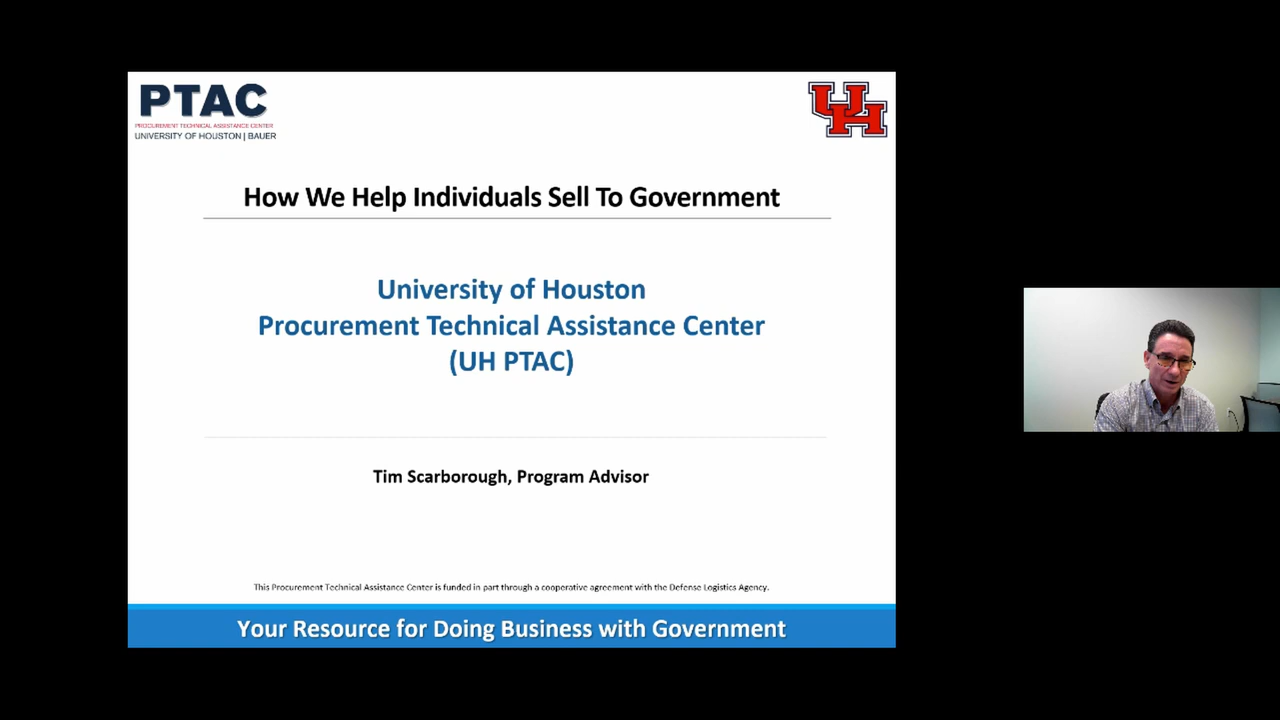 PTAC
PROCUREMENT TECHNICAL ASSISTANCE CENTER
UNIVERSITY OF HOUSTON | BAUER
UH
How We Help Individuals Sell To Government
University of Houston
Procurement Technical Assistance Center
(UH PTAC)
Tim Scarborough, Program Advisor
This Procurement Technical Assistance Center is funded in part through a cooperative agreement with the Defense Logistics Agency.
Your Resource for Doing Business with Government